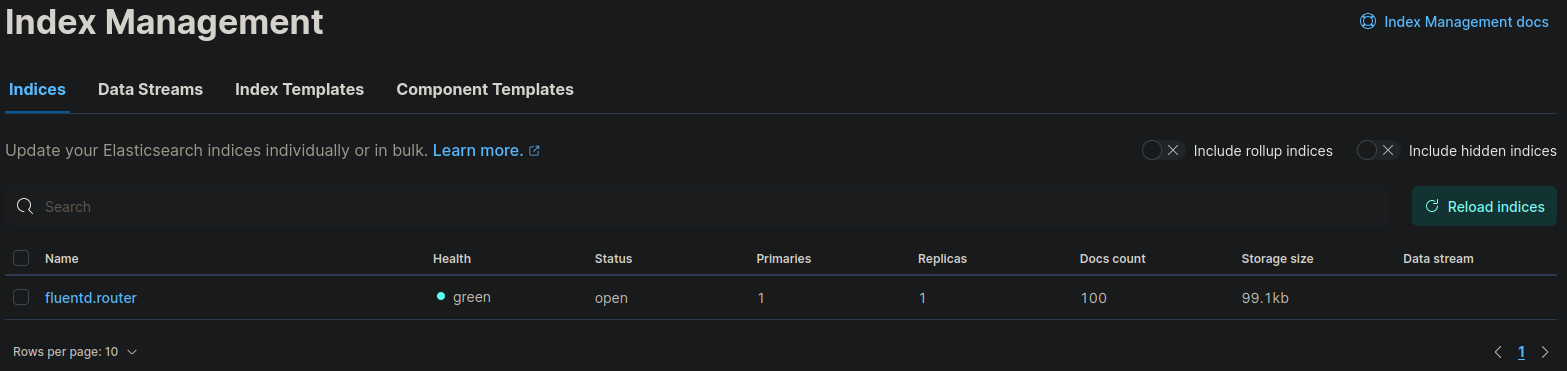 Index Management
Index Management docs
Indices Data Streams Index Templates Component Templates
Update your Elasticsearch indices individually or in bulk. Learn more.
Include rollup indices Include hidden indices
Search
Reload indices
Name Health Status Primaries Replicas Docs count Storage size Data stream
fluentd.router green open 1 1 100 99.1kb
Rows per page: 10
1